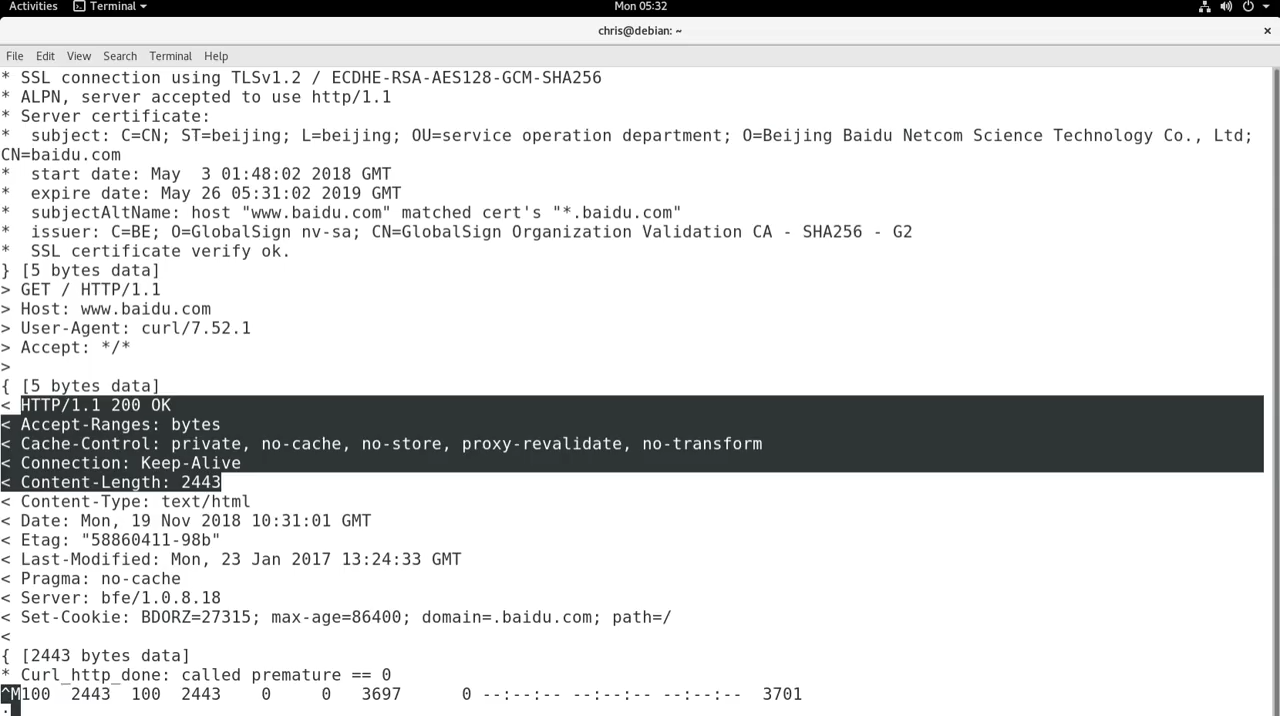 Activities Terminal Mon 05:32
chris@debian: ~ ×
File Edit View Search Terminal Help
* SSL connection using TLSv1.2 / ECDHE-RSA-AES128-GCM-SHA256
* ALPN, server accepted to use http/1.1
* Server certificate:
*  subject: C=CN; ST=beijing; L=beijing; OU=service operation department; O=Beijing Baidu Netcom Science Technology Co., Ltd;
CN=baidu.com
*  start date: May  3 01:48:02 2018 GMT
*  expire date: May 26 05:31:02 2019 GMT
*  subjectAltName: host "www.baidu.com" matched cert's "*.baidu.com"
*  issuer: C=BE; O=GlobalSign nv-sa; CN=GlobalSign Organization Validation CA - SHA256 - G2
*  SSL certificate verify ok.
} [5 bytes data]
> GET / HTTP/1.1
> Host: www.baidu.com
> User-Agent: curl/7.52.1
> Accept: */*
>
{ [5 bytes data]
< HTTP/1.1 200 OK
< Accept-Ranges: bytes
< Cache-Control: private, no-cache, no-store, proxy-revalidate, no-transform
< Connection: Keep-Alive
< Content-Length: 2443
< Content-Type: text/html
< Date: Mon, 19 Nov 2018 10:31:01 GMT
< Etag: "58860411-98b"
< Last-Modified: Mon, 23 Jan 2017 13:24:33 GMT
< Pragma: no-cache
< Server: bfe/1.0.8.18
< Set-Cookie: BDORZ=27315; max-age=86400; domain=.baidu.com; path=/
<
{ [2443 bytes data]
* Curl_http_done: called premature == 0
^M100  2443  100  2443    0     0   3697      0 --:--:-- --:--:-- --:--:--  3701